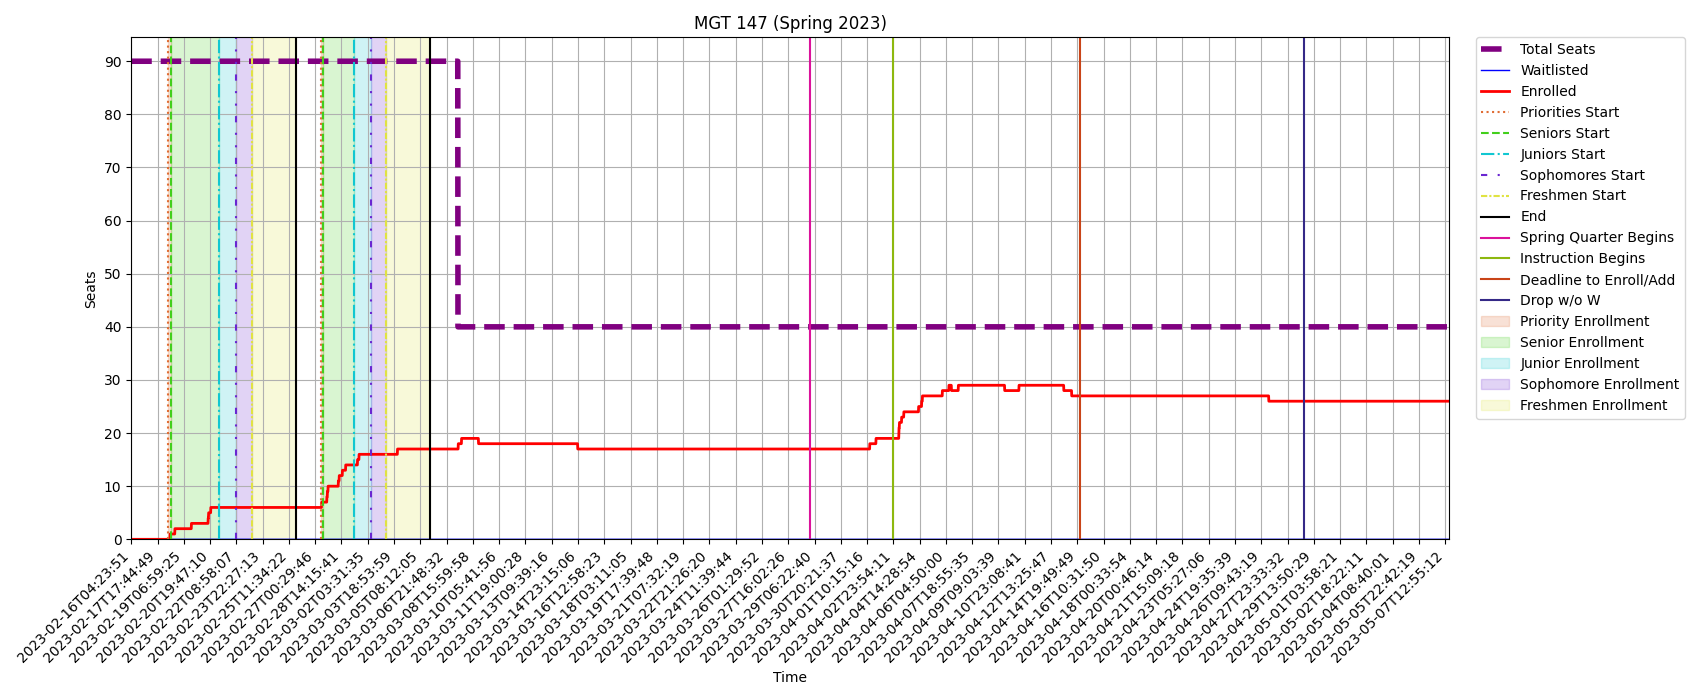 MGT 147 (Spring 2023)
Seats
90
80
70
60
50
40
30
20
10
0
2023-02-16T04:23:51
2023-02-17T17:44:49
2023-02-19T06:59:25
2023-02-20T19:47:10
2023-02-22T08:58:07
2023-02-23T22:27:13
2023-02-25T11:34:22
2023-02-27T00:29:46
2023-02-28T14:15:41
2023-03-02T03:31:35
2023-03-03T18:53:59
2023-03-05T08:12:05
2023-03-06T21:48:32
2023-03-08T15:59:58
2023-03-10T05:41:56
2023-03-11T19:00:28
2023-03-13T09:39:16
2023-03-14T23:15:06
2023-03-16T12:58:23
2023-03-18T03:11:05
2023-03-19T17:39:48
2023-03-21T07:32:19
2023-03-22T21:26:20
2023-03-24T11:39:44
2023-03-26T01:29:52
2023-03-27T16:02:26
2023-03-29T06:22:40
2023-03-30T20:21:37
2023-04-01T10:15:16
2023-04-02T23:54:11
2023-04-04T14:28:54
2023-04-06T04:50:00
2023-04-07T18:55:35
2023-04-09T09:03:39
2023-04-10T23:08:41
2023-04-12T13:25:47
2023-04-14T19:49:49
2023-04-16T10:31:50
2023-04-18T00:33:54
2023-04-20T00:46:14
2023-04-21T15:09:18
2023-04-23T05:27:06
2023-04-24T19:35:39
2023-04-26T09:43:19
2023-04-27T23:33:32
2023-04-29T13:50:29
2023-05-01T03:58:21
2023-05-02T18:22:11
2023-05-04T08:40:01
2023-05-05T22:42:19
2023-05-07T12:55:12
Time
Total Seats
Waitlisted
Enrolled
Priorities Start
Seniors Start
Juniors Start
Sophomores Start
Freshmen Start
End
Spring Quarter Begins
Instruction Begins
Deadline to Enroll/Add
Drop w/o W
Priority Enrollment
Senior Enrollment
Junior Enrollment
Sophomore Enrollment
Freshmen Enrollment